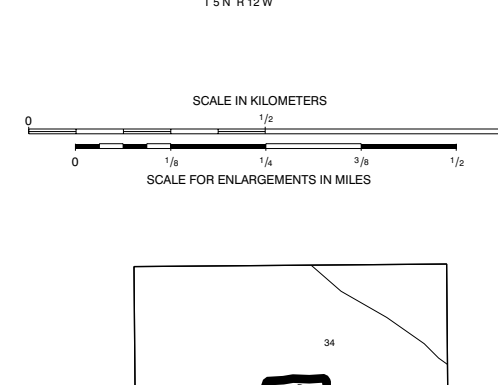 T 5 N R 12 W
SCALE IN KILOMETERS
0 1/2
0 1/8 1/4 3/8 1/2
SCALE FOR ENLARGEMENTS IN MILES
34